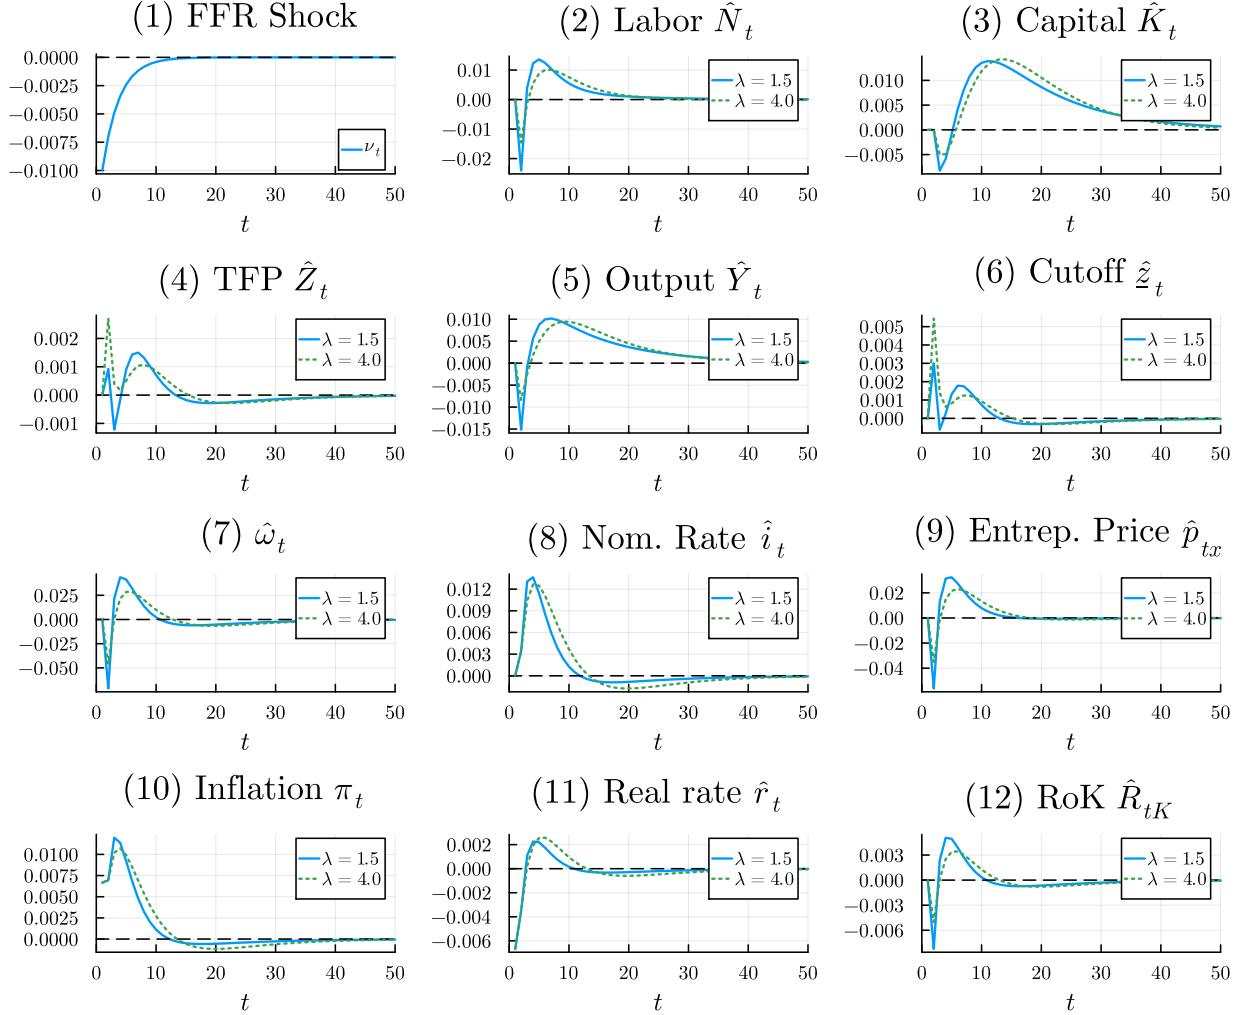 (1) FFR Shock
0.0000
−0.0025
−0.0050
−0.0075
−0.0100
ν_t
0 10 20 30 40 50
t
(2) Labor N̂_t
0.01
0.00
−0.01
−0.02
λ = 1.5
λ = 4.0
0 10 20 30 40 50
t
(3) Capital K̂_t
0.010
0.005
0.000
−0.005
λ = 1.5
λ = 4.0
0 10 20 30 40 50
t
(4) TFP Ẑ_t
0.002
0.001
0.000
−0.001
λ = 1.5
λ = 4.0
0 10 20 30 40 50
t
(5) Output Ŷ_t
0.010
0.005
0.000
−0.005
−0.010
−0.015
λ = 1.5
λ = 4.0
0 10 20 30 40 50
t
(6) Cutoff ẑ̲_t
0.005
0.004
0.003
0.002
0.001
0.000
λ = 1.5
λ = 4.0
0 10 20 30 40 50
t
(7) ω̂_t
0.025
0.000
−0.025
−0.050
λ = 1.5
λ = 4.0
0 10 20 30 40 50
t
(8) Nom. Rate î_t
0.012
0.009
0.006
0.003
0.000
λ = 1.5
λ = 4.0
0 10 20 30 40 50
t
(9) Entrep. Price p̂_tx
0.02
0.00
−0.02
−0.04
λ = 1.5
λ = 4.0
0 10 20 30 40 50
t
(10) Inflation π_t
0.0100
0.0075
0.0050
0.0025
0.0000
λ = 1.5
λ = 4.0
0 10 20 30 40 50
t
(11) Real rate r̂_t
0.002
0.000
−0.002
−0.004
−0.006
λ = 1.5
λ = 4.0
0 10 20 30 40 50
t
(12) RoK R̂_tK
0.003
0.000
−0.003
−0.006
λ = 1.5
λ = 4.0
0 10 20 30 40 50
t